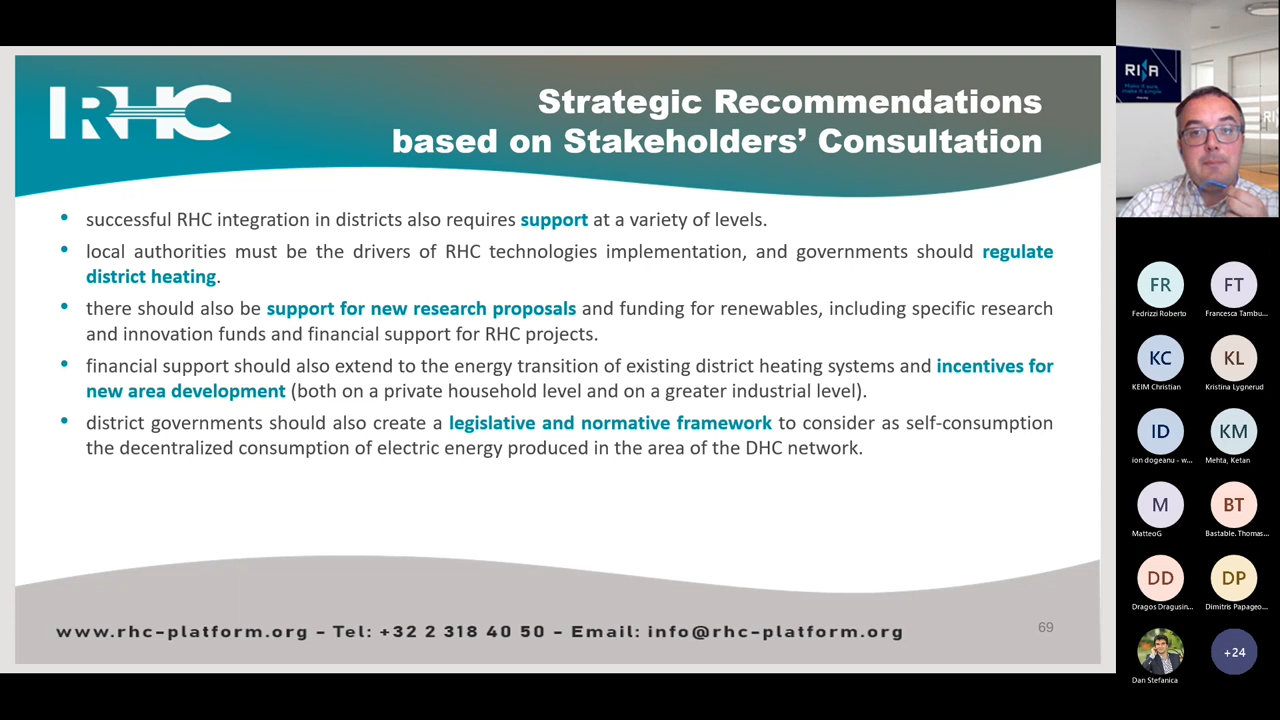 RHC
Strategic Recommendations
based on Stakeholders’ Consultation
• successful RHC integration in districts also requires support at a variety of levels.
• local authorities must be the drivers of RHC technologies implementation, and governments should regulate
district heating.
• there should also be support for new research proposals and funding for renewables, including specific research
and innovation funds and financial support for RHC projects.
• financial support should also extend to the energy transition of existing district heating systems and incentives for
new area development (both on a private household level and on a greater industrial level).
• district governments should also create a legislative and normative framework to consider as self-consumption
the decentralized consumption of electric energy produced in the area of the DHC network.
www.rhc-platform.org – Tel: +32 2 318 40 50 – Email: info@rhc-platform.org
69
RINA
Make it sure,
make it simple.
RI
FR
FT
Fedrizzi Roberto
Francesca Tambu...
KC
KL
KEIM Christian
Kristina Lygnerud
ID
KM
ion dogeanu - w...
Mehta, Ketan
M
BT
MatteoG
Bastable, Thomas...
DD
DP
Dragos Dragusin...
Dimitris Papageo...
+24
Dan Stefanica